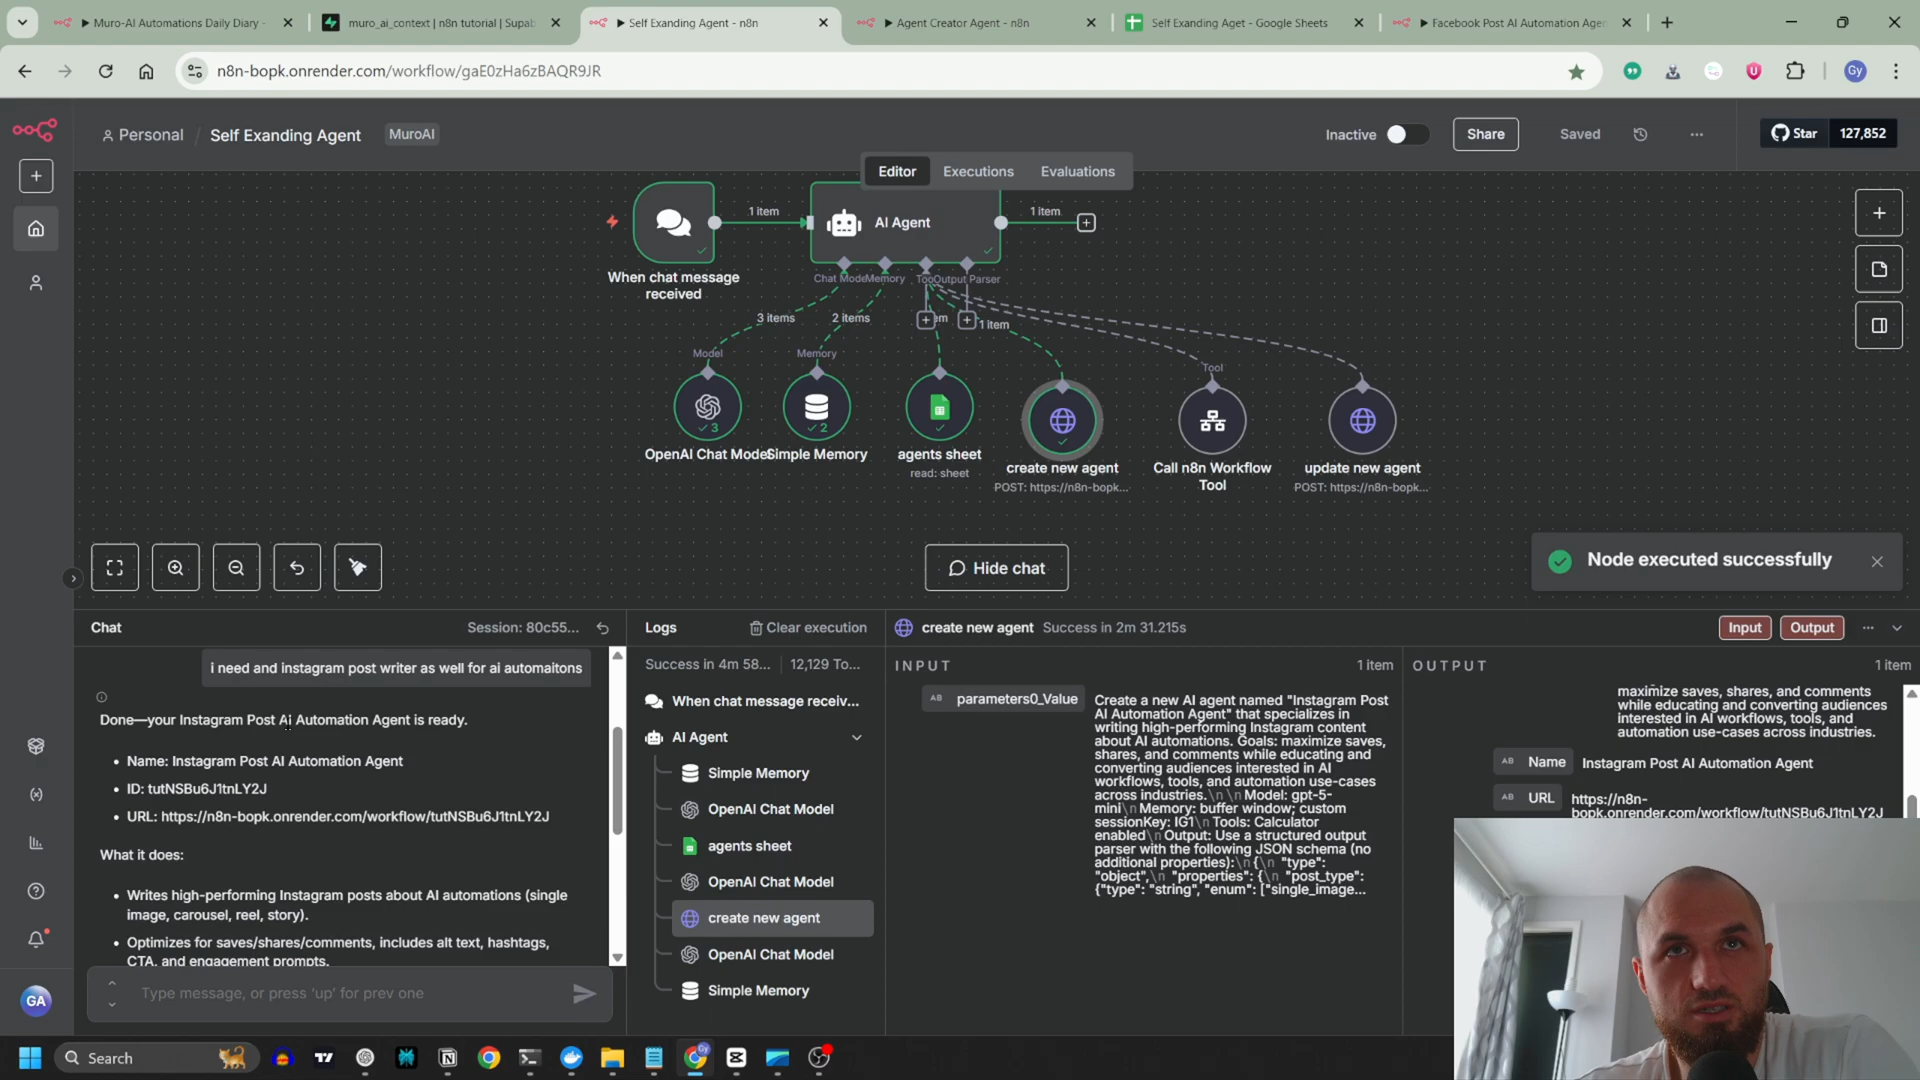 Muro-AI Automations Daily Diary -
muro_ai_context | n8n tutorial | Supab
Self Exanding Agent - n8n
Agent Creator Agent - n8n
Self Exanding Aget - Google Sheets
Facebook Post AI Automation Agen
n8n-bopk.onrender.com/workflow/gaE0zHa6zBAQR9JR
Gy
Personal / Self Exanding Agent MuroAI
Inactive
Share
Saved
Star 127,852
Editor Executions Evaluations
1 item
AI Agent
1 item
When chat message
received
Chat Model
Memory
Tool
Output Parser
3 items
2 items
1 item
Model
Memory
Tool
3
2
OpenAI Chat Model
Simple Memory
agents sheet
read: sheet
create new agent
POST: https://n8n-bopk...
Call n8n Workflow
Tool
update new agent
POST: https://n8n-bopk...
Hide chat
Node executed successfully
Chat
Session: 80c55...
i need and instagram post writer as well for ai automaitons
Done—your Instagram Post Ai Automation Agent is ready.
• Name: Instagram Post AI Automation Agent
• ID: tutNSBu6J1tnLY2J
• URL: https://n8n-bopk.onrender.com/workflow/tutNSBu6J1tnLY2J
What it does:
• Writes high-performing Instagram posts about AI automations (single
image, carousel, reel, story).
• Optimizes for saves/shares/comments, includes alt text, hashtags,
CTA, and engagement prompts.
Type message, or press 'up' for prev one
Logs
Clear execution
Success in 4m 58... 12,129 To...
When chat message receiv...
AI Agent
Simple Memory
OpenAI Chat Model
agents sheet
OpenAI Chat Model
create new agent
OpenAI Chat Model
Simple Memory
create new agent Success in 2m 31.215s
Input
Output
INPUT
1 item
AB parameters0_Value
Create a new AI agent named "Instagram Post
AI Automation Agent" that specializes in
writing high-performing Instagram content
about AI automations. Goals: maximize saves,
shares, and comments while educating and
converting audiences interested in AI
workflows, tools, and automation use-cases
across industries.\n\n Model: gpt-5-
mini\n Memory: buffer window; custom
sessionKey: IG1\n Tools: Calculator
enabled\n Output: Use a structured output
parser with the following JSON schema (no
additional properties):\n{\n "type":
"object",\n "properties": {\n "post_type":
{"type": "string", "enum": ["single_image...
OUTPUT
1 item
maximize saves, shares, and comments
while educating and converting audiences
interested in AI workflows, tools, and
automation use-cases across industries.
AB Name Instagram Post AI Automation Agent
AB URL https://n8n-
bopk.onrender.com/workflow/tutNSBu6J1tnLY2J
GA
Search